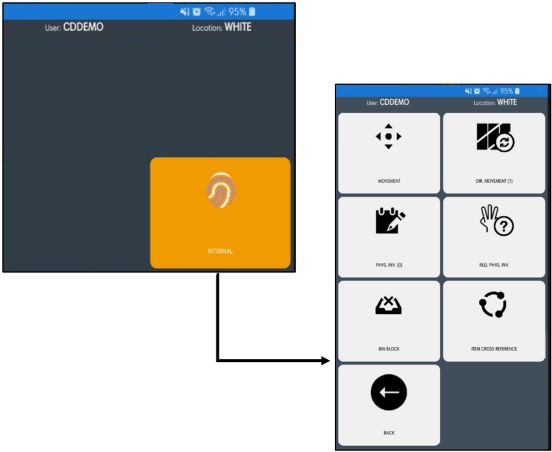 95%
User: CDDEMO Location: WHITE
INTERNAL
95%
User: CDDEMO Location: WHITE
MOVEMENT DIR. MOVEMENT (1)
PHYS. INV. (0) REQ. PHYS. INV.
?
BIN BLOCK ITEM CROSS REFERENCE
BACK